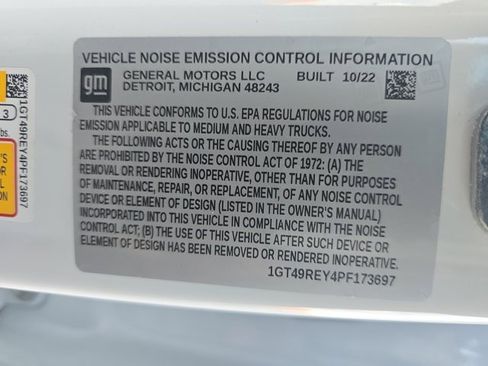 VEHICLE NOISE EMISSION CONTROL INFORMATION
gm
GENERAL MOTORS LLC BUILT 10/22
DETROIT, MICHIGAN 48243
THIS VEHICLE CONFORMS TO U.S. EPA REGULATIONS FOR NOISE
EMISSION APPLICABLE TO MEDIUM AND HEAVY TRUCKS.
THE FOLLOWING ACTS OR THE CAUSING THEREOF BY ANY PERSON
ARE PROHIBITED BY THE NOISE CONTROL ACT OF 1972: (A) THE
REMOVAL OR RENDERING INOPERATIVE, OTHER THAN FOR PURPOSES
OF MAINTENANCE, REPAIR, OR REPLACEMENT, OF ANY NOISE CONTROL
DEVICE OR ELEMENT OF DESIGN (LISTED IN THE OWNER'S MANUAL)
INCORPORATED INTO THIS VEHICLE IN COMPLIANCE WITH THE NOISE
CONTROL ACT; (B) THE USE OF THIS VEHICLE AFTER SUCH DEVICE OR
ELEMENT OF DESIGN HAS BEEN REMOVED OR RENDERED INOPERATIVE.
1GT49REY4PF173697
1GT49REY4PF173697
3
lbs.